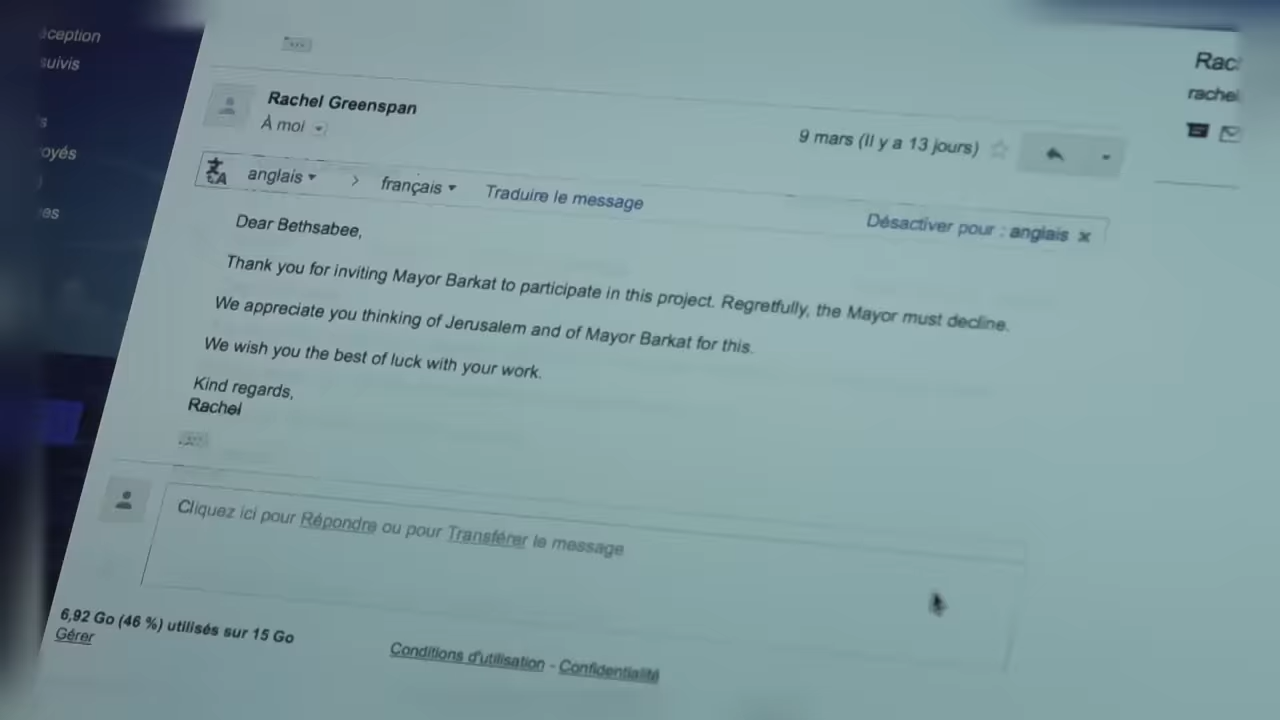 suivis
Rachel Greenspan
À moi
9 mars (Il y a 13 jours)
anglais > français Traduire le message
Désactiver pour : anglais x
Dear Bethsabee,
Thank you for inviting Mayor Barkat to participate in this project. Regretfully, the Mayor must decline.
We appreciate you thinking of Jerusalem and of Mayor Barkat for this.
We wish you the best of luck with your work.
Kind regards,
Rachel
Cliquez ici pour Répondre ou pour Transférer le message
6,92 Go (46 %) utilisés sur 15 Go
Gérer
Conditions d'utilisation - Confidentialité